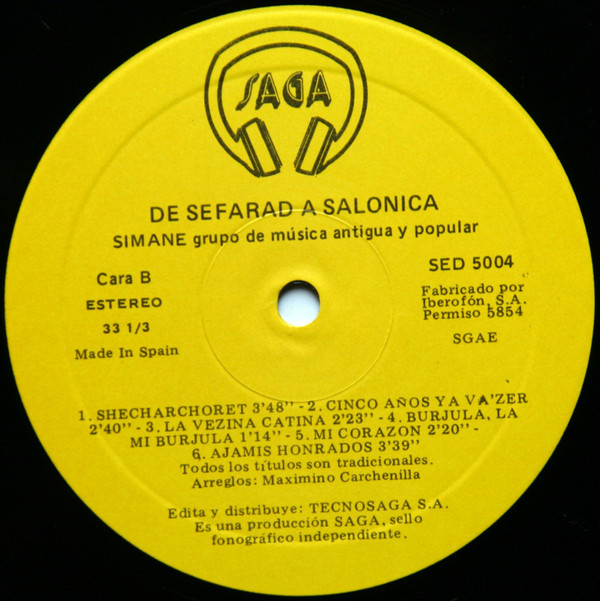 SAGA
DE SEFARAD A SALONICA
SIMANE grupo de música antigua y popular
Cara B
ESTEREO
33 1/3
Made In Spain
SED 5004
Fabricado por
Iberofón, S.A.
Permiso 5854
SGAE
1. SHECHARCHORET 3'48'' - 2. CINCO AÑOS YA VA'ZER
2'40'' - 3. LA VEZINA CATINA 2'23'' - 4. BURJULA, LA
MI BURJULA 1'14'' - 5. MI CORAZON 2'20'' -
6. AJAMIS HONRADOS 3'39''
Todos los títulos son tradicionales.
Arreglos: Maximino Carchenilla
Edita y distribuye: TECNOSAGA S.A.
Es una producción SAGA, sello
fonográfico independiente.